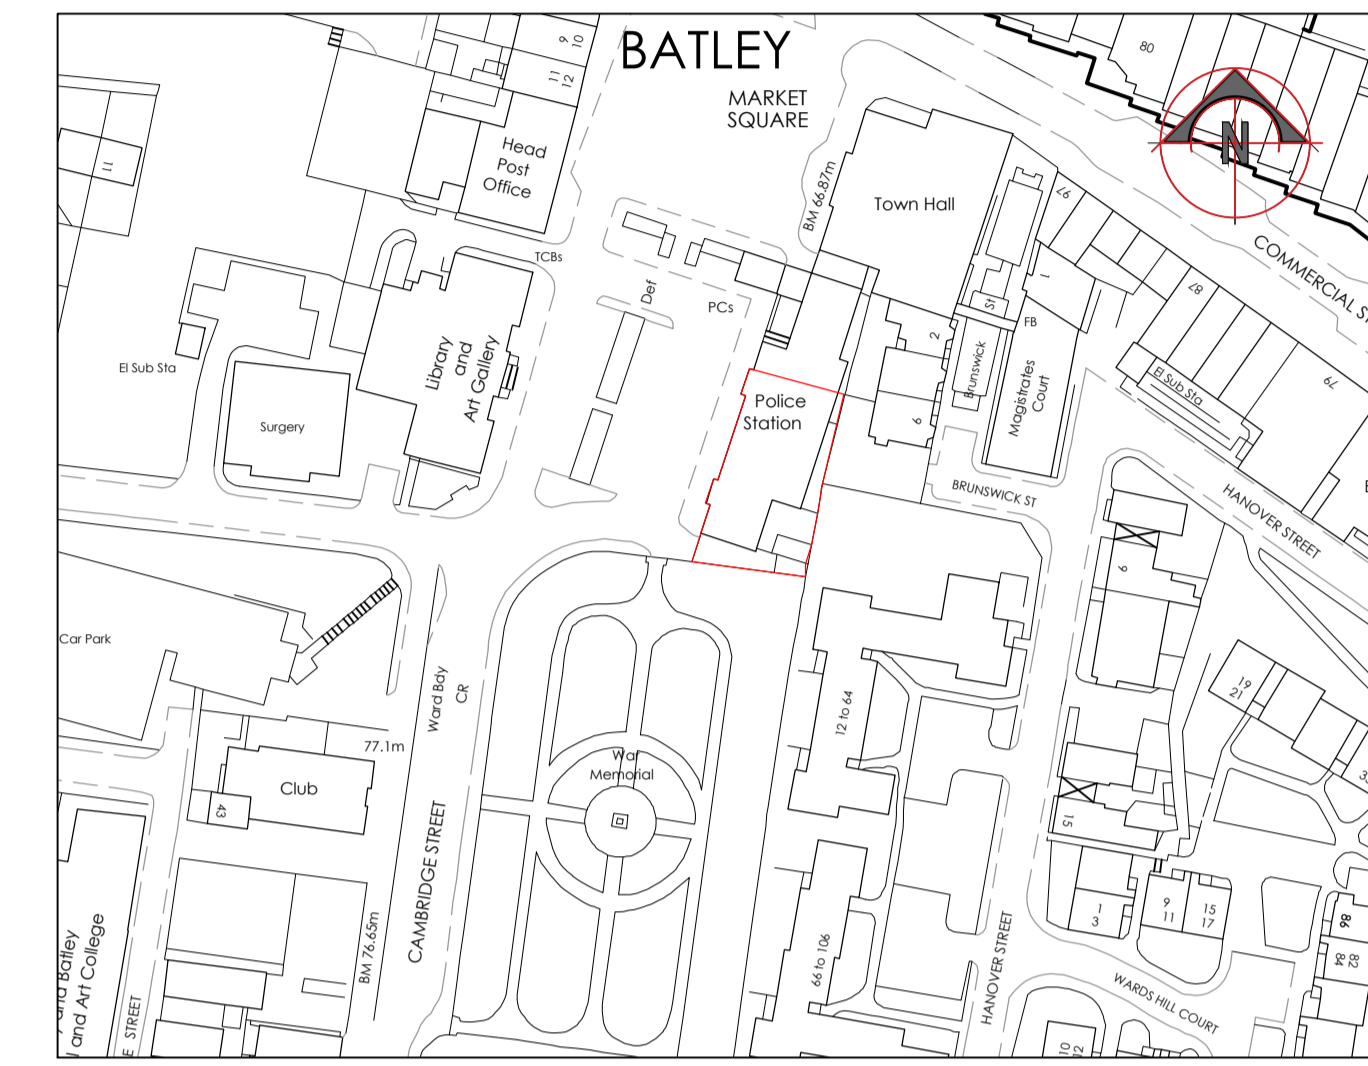 BATLEY
MARKET
SQUARE
9
10
11
12
80
N
Head
Post
Office
11
BM 66.87m
Town Hall
97
COMMERCIAL S
TCBs
Def
PCs
1
St
FB
87
2
Brunswick
Magistrates
Court
El Sub Sta
79
El Sub Sta
Library
and
Art Gallery
Surgery
Police
Station
6
BRUNSWICK ST
HANOVER STREET
6
Car Park
Ward Bdy
CR
77.1m
12 to 64
19
21
War
Memorial
Club
43
15
CAMBRIDGE STREET
BM 76.65m
66 to 106
HANOVER STREET
1
3
9
11
15
17
86
82
84
WARDS HILL COURT
and Batley
and Art College
STREET
10
12